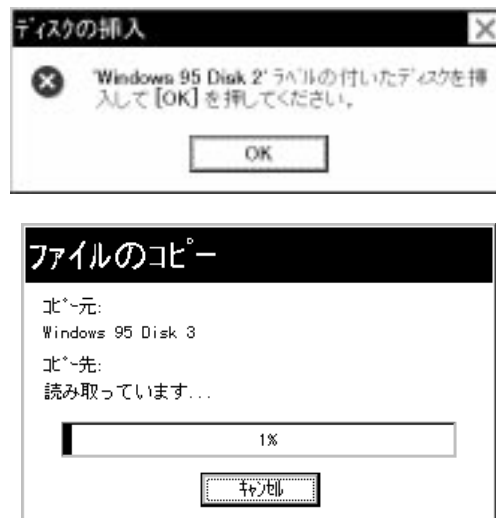 ディスクの挿入
'Windows 95 Disk 2' ラベルの付いたディスクを挿
入して [OK] を押してください。
OK
ファイルのコピー
コピー元:
Windows 95 Disk 3
コピー先:
読み取っています...
1%
キャンセル